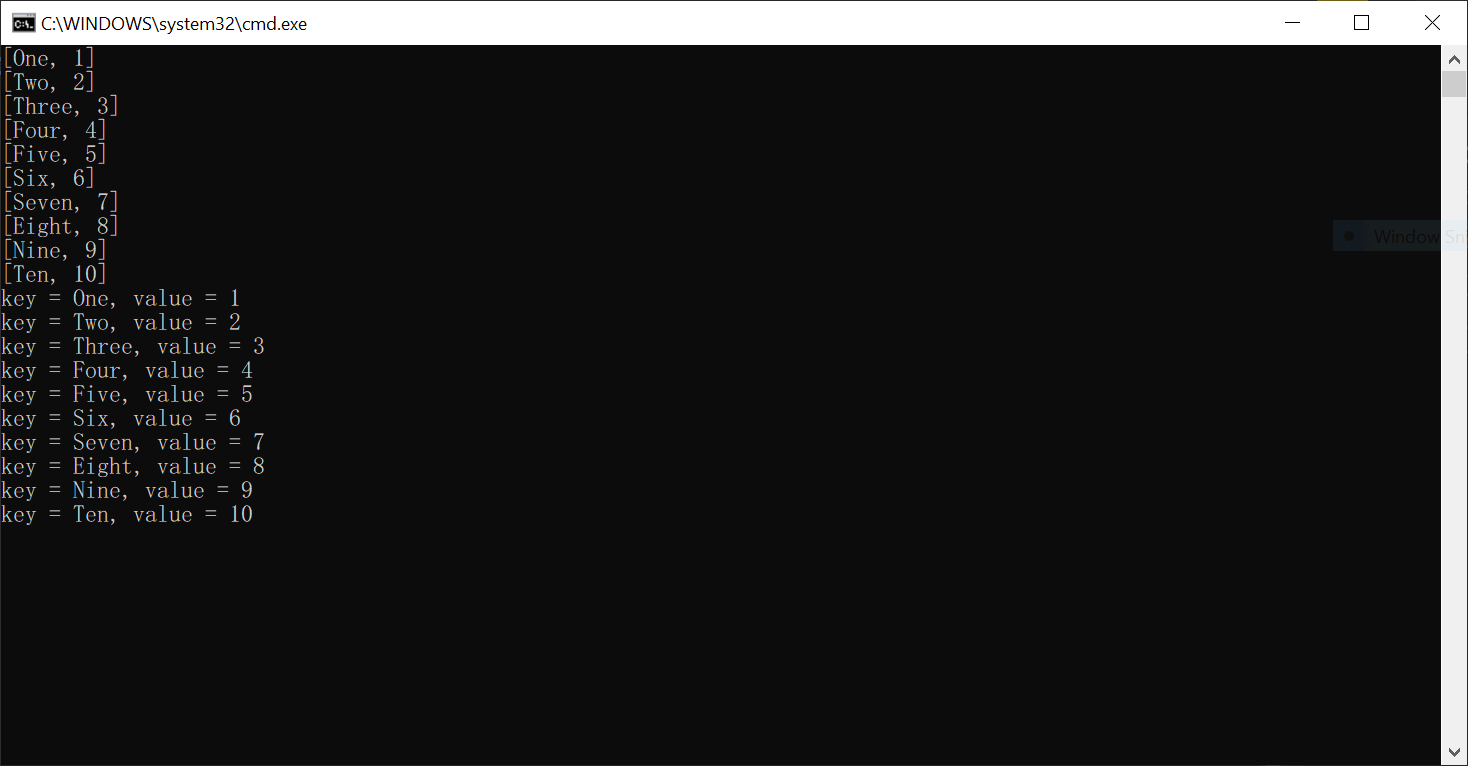 C:\WINDOWS\system32\cmd.exe
[One, 1]
[Two, 2]
[Three, 3]
[Four, 4]
[Five, 5]
[Six, 6]
[Seven, 7]
[Eight, 8]
[Nine, 9]
[Ten, 10]
key = One, value = 1
key = Two, value = 2
key = Three, value = 3
key = Four, value = 4
key = Five, value = 5
key = Six, value = 6
key = Seven, value = 7
key = Eight, value = 8
key = Nine, value = 9
key = Ten, value = 10
Window